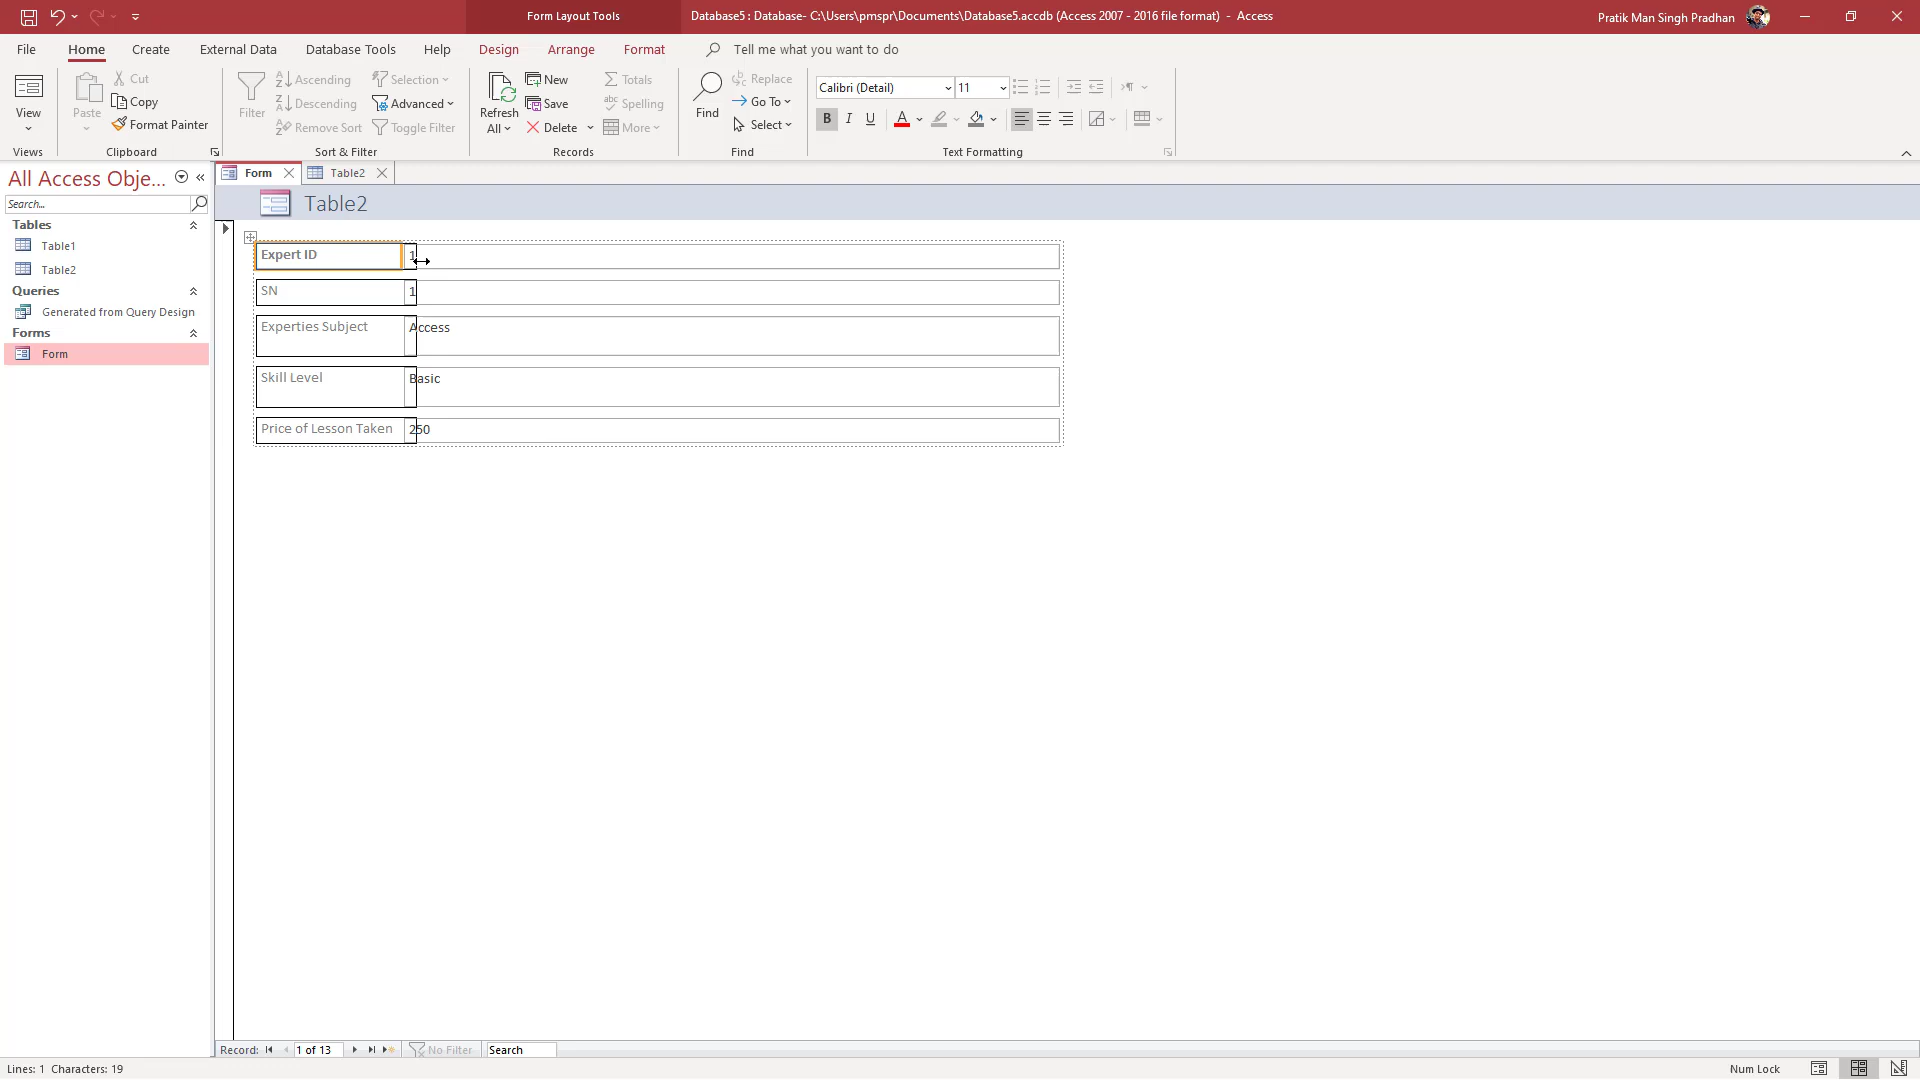 Form Layout Tools
Database5 : Database- C:\Users\pmspr\Documents\Database5.accdb (Access 2007 - 2016 file format) - Access
Pratik Man Singh Pradhan
File Home Create External Data Database Tools Help Design Arrange Format Tell me what you want to do
View
Views
Paste
Cut
Copy
Format Painter
Clipboard
Filter
Ascending
Descending
Remove Sort
Selection
Advanced
Toggle Filter
Sort & Filter
Refresh
All
New
Save
Delete
Totals
Spelling
More
Records
Find
Replace
Go To
Select
Find
Calibri (Detail) 11
B I U
Text Formatting
All Access Obje...
Search...
Tables
Table1
Table2
Queries
Generated from Query Design
Forms
Form
Form Table2
Table2
Expert ID 1
SN 1
Experties Subject Access
Skill Level Basic
Price of Lesson Taken 250
Record: 1 of 13 No Filter Search
Lines: 1 Characters: 19
Num Lock